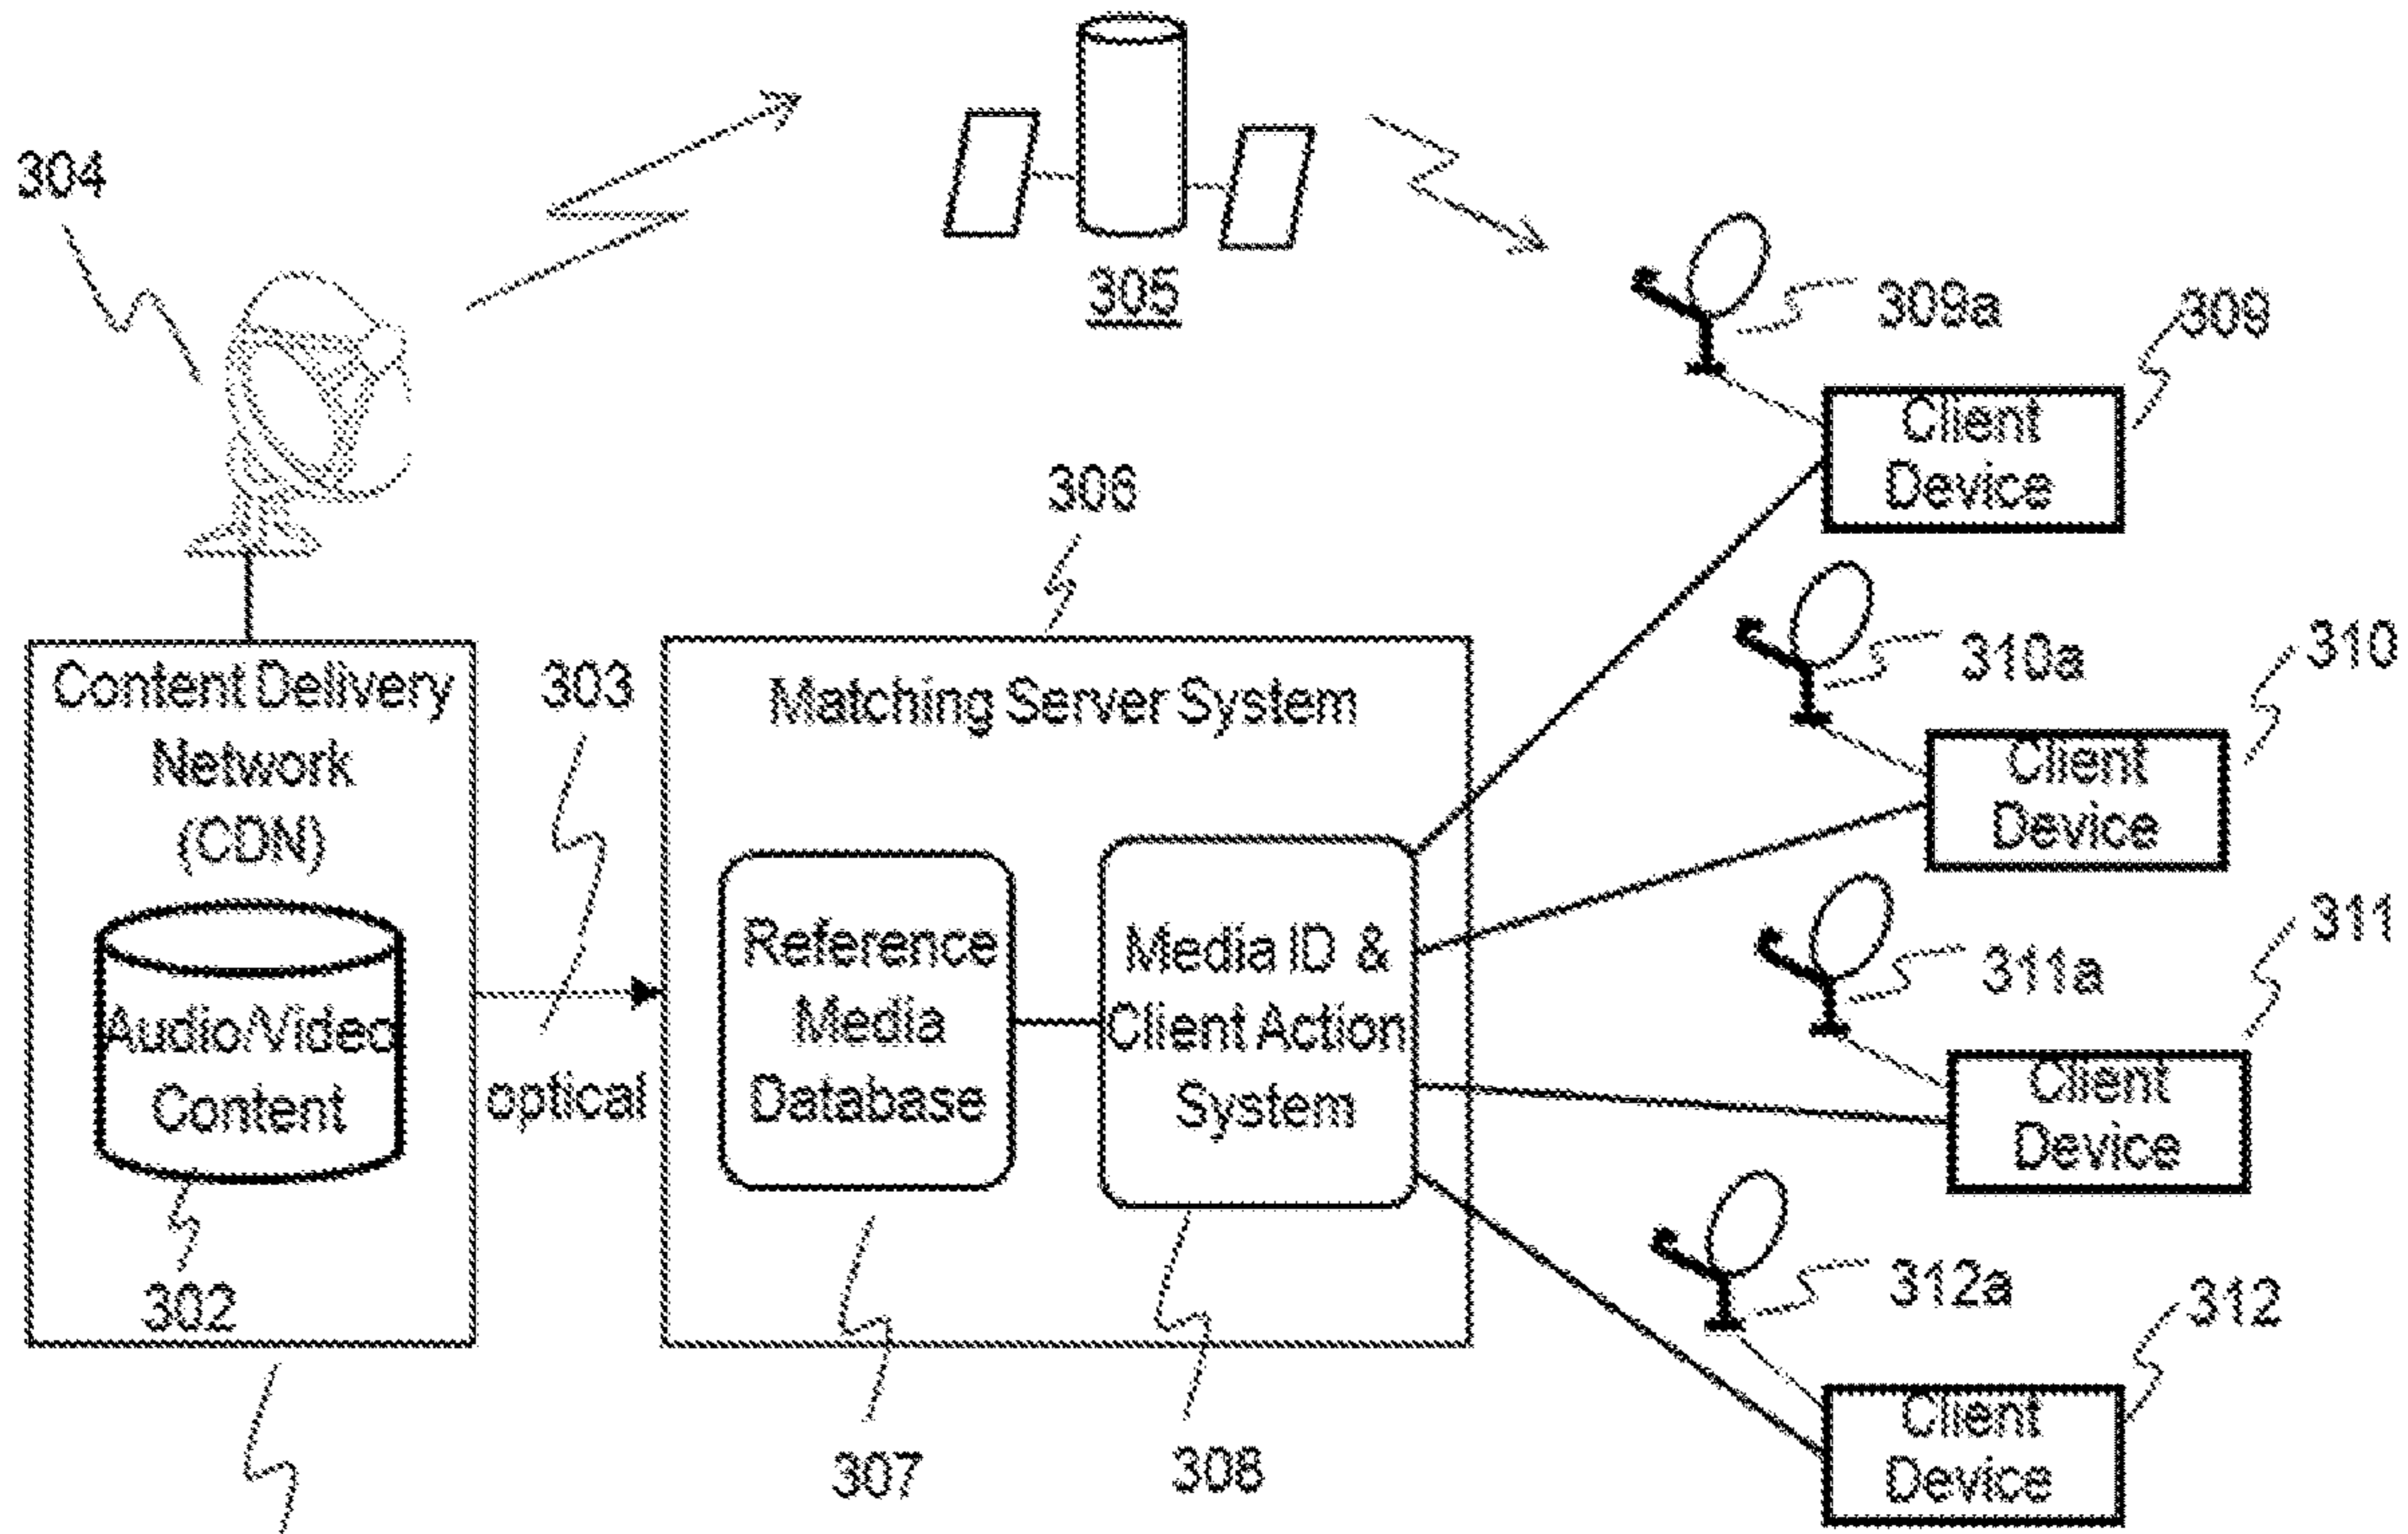 304
305
309a
309
Client
Device
306
310a
310
Client
Device
Content Delivery
Network
(CDN)
Audio/Video
Content
302
303
optical
Matching Server System
Reference
Media
Database
Media ID &
Client Action
System
307
308
311a
311
Client
Device
312a
312
Client
Device